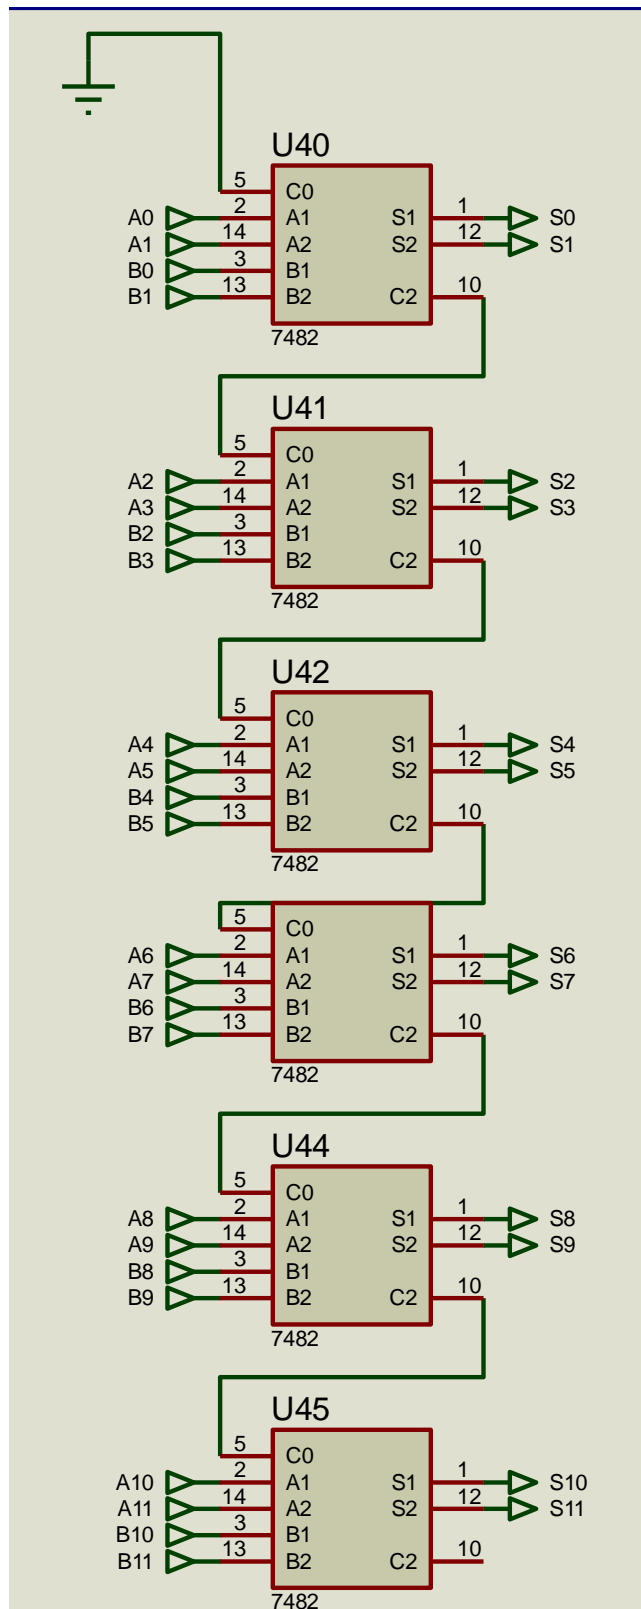 U40
5 C0
A0 2 A1 S1 1 S0
A1 14 A2 S2 12 S1
B0 3 B1
B1 13 B2 C2 10
7482
U41
5 C0
A2 2 A1 S1 1 S2
A3 14 A2 S2 12 S3
B2 3 B1
B3 13 B2 C2 10
7482
U42
5 C0
A4 2 A1 S1 1 S4
A5 14 A2 S2 12 S5
B4 3 B1
B5 13 B2 C2 10
5 C0
A6 2 A1 S1 1 S6
A7 14 A2 S2 12 S7
B6 3 B1
B7 13 B2 C2 10
7482
U44
5 C0
A8 2 A1 S1 1 S8
A9 14 A2 S2 12 S9
B8 3 B1
B9 13 B2 C2 10
7482
U45
5 C0
A10 2 A1 S1 1 S10
A11 14 A2 S2 12 S11
B10 3 B1
B11 13 B2 C2 10
7482